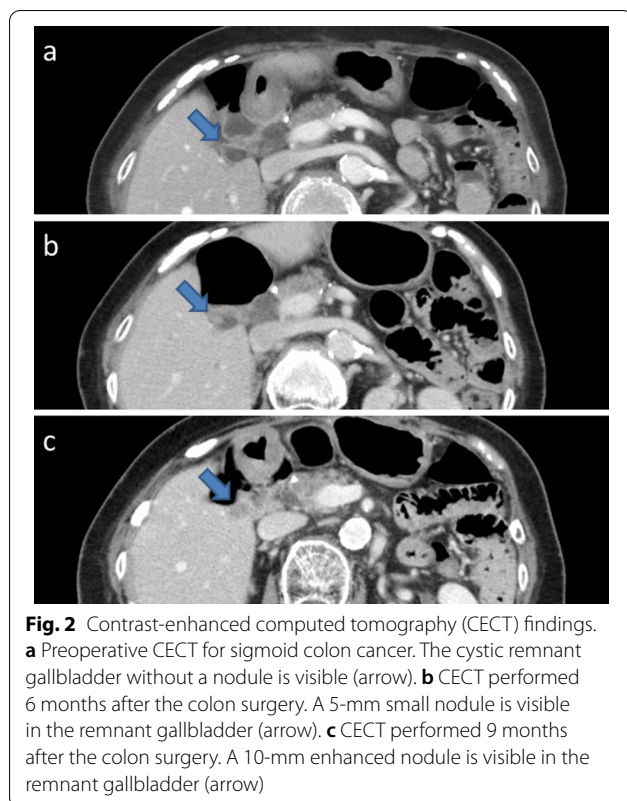 a
b
c
Fig. 2 Contrast-enhanced computed tomography (CECT) findings.
a Preoperative CECT for sigmoid colon cancer. The cystic remnant
gallbladder without a nodule is visible (arrow). b CECT performed
6 months after the colon surgery. A 5-mm small nodule is visible
in the remnant gallbladder (arrow). c CECT performed 9 months
after the colon surgery. A 10-mm enhanced nodule is visible in the
remnant gallbladder (arrow)